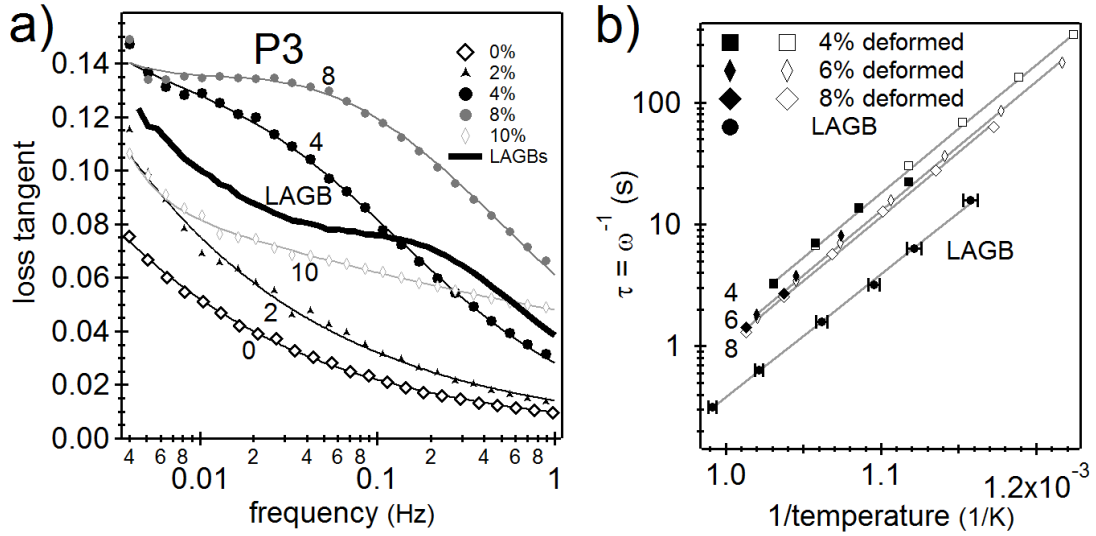 a)
P3
0%
2%
4%
8%
10%
LAGBs
8
4
LAGB
10
2
0
0.14
0.12
0.10
0.08
0.06
0.04
0.02
0.00
loss tangent
4 6 8 2 4 6 8 2 4 6 8
0.01 0.1 1
frequency (Hz)
b)
4% deformed
6% deformed
8% deformed
LAGB
LAGB
4
6
8
100
10
1
τ = ω⁻¹ (s)
1.0 1.1 1.2x10⁻³
1/temperature (1/K)